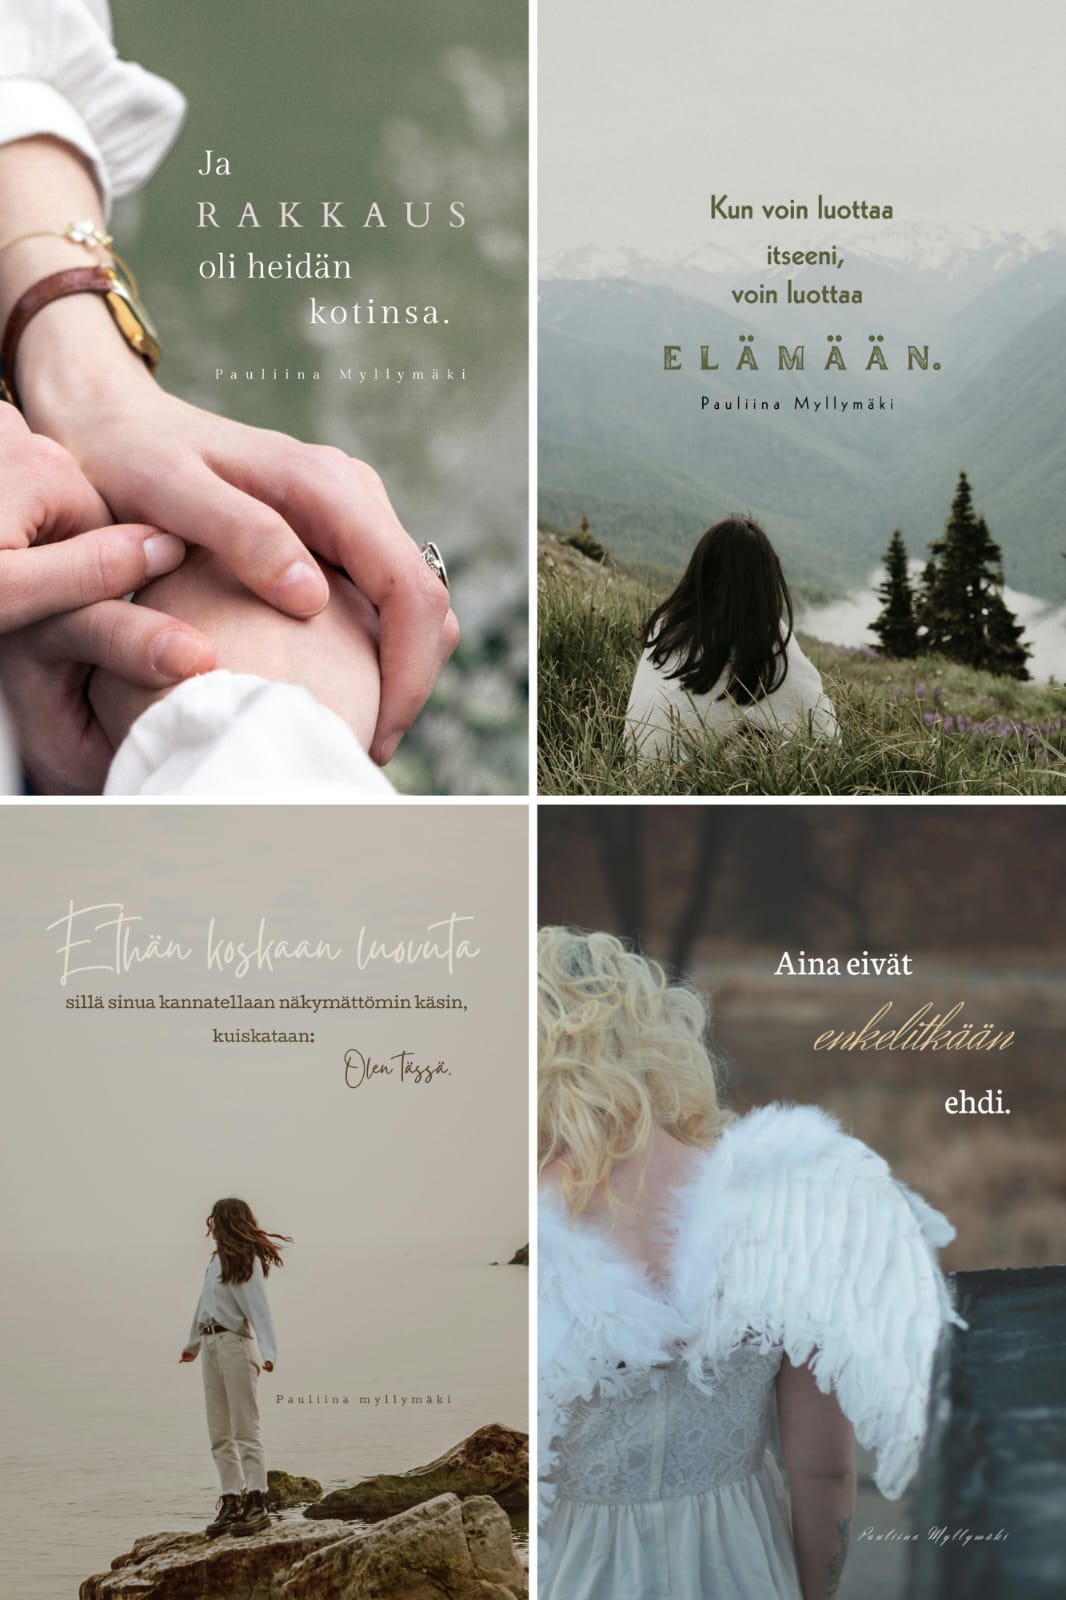 Ja
RAKKAUS
oli heidän
kotinsa.
Pauliina Myllymäki
Kun voin luottaa
itseeni,
voin luottaa
ELÄMÄÄN.
Pauliina Myllymäki
Ethän koskaan luovuta
sillä sinua kannatellaan näkymättömin käsin,
kuiskataan:
Olen tässä.
Pauliina myllymäki
Aina eivät
enkelitkään
ehdi.
Pauliina Myllymäki